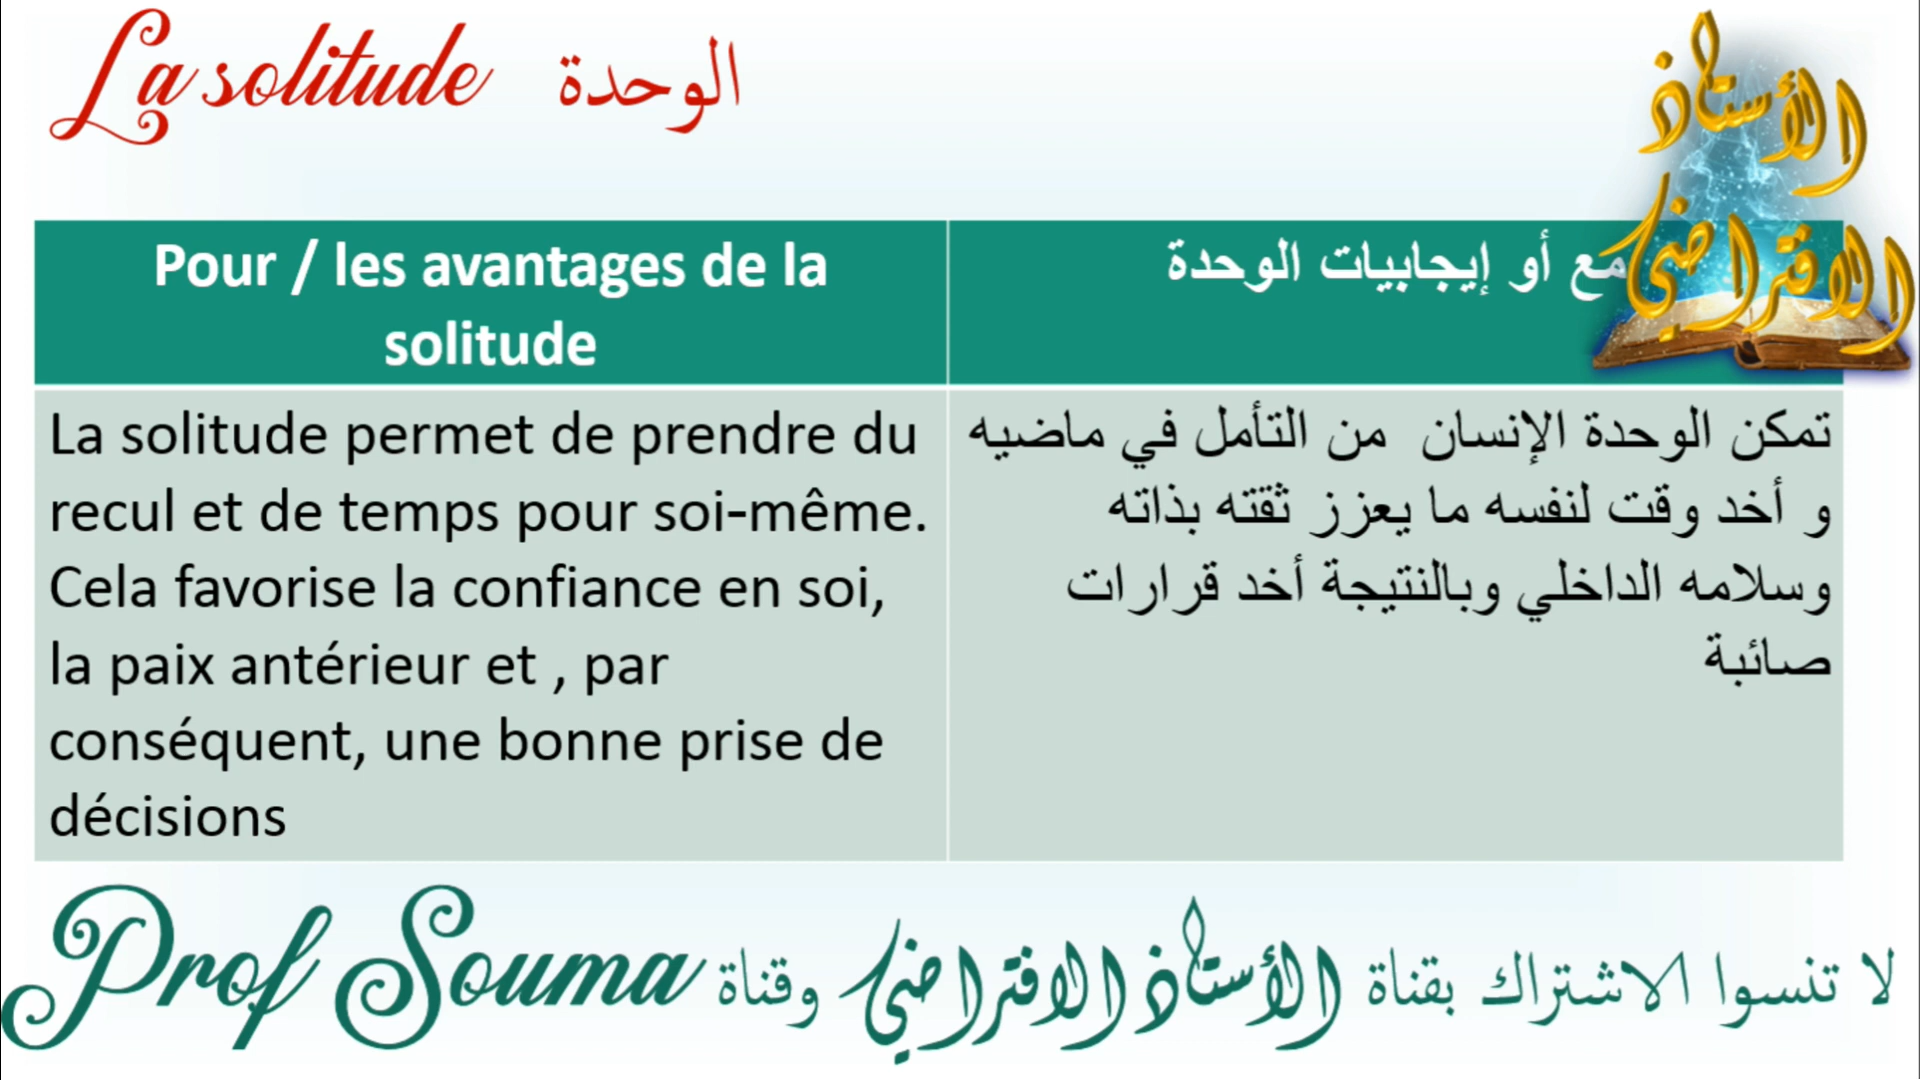 La solitude الوحدة
الأستاذ
الافتراضي
Pour / les avantages de la
solitude
مع أو إيجابيات الوحدة
La solitude permet de prendre du
recul et de temps pour soi-même.
Cela favorise la confiance en soi,
la paix antérieur et , par
conséquent, une bonne prise de
décisions
تمكن الوحدة الإنسان من التأمل في ماضيه
و أخد وقت لنفسه ما يعزز ثقته بذاته
وسلامه الداخلي وبالنتيجة أخد قرارات
صائبة
لا تنسوا الاشتراك بقناة الأستاذ الافتراضي وقناة Prof Souma